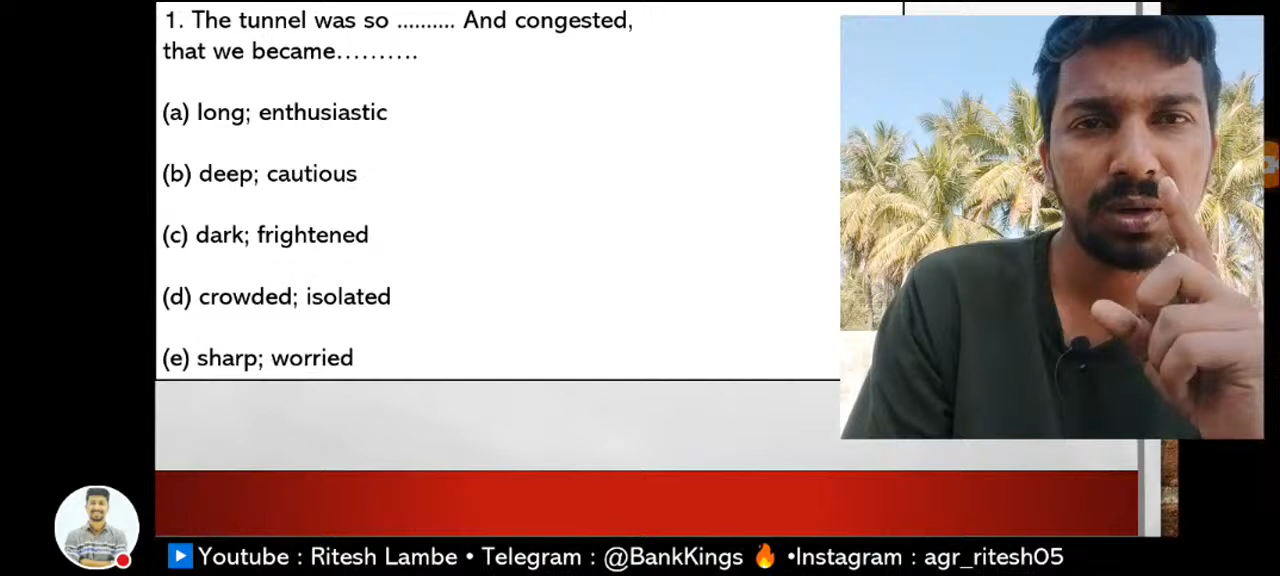 1. The tunnel was so .......... And congested,
that we became..........
(a) long; enthusiastic
(b) deep; cautious
(c) dark; frightened
(d) crowded; isolated
(e) sharp; worried
Youtube : Ritesh Lambe • Telegram : @BankKings 🔥 •Instagram : agr_ritesh05